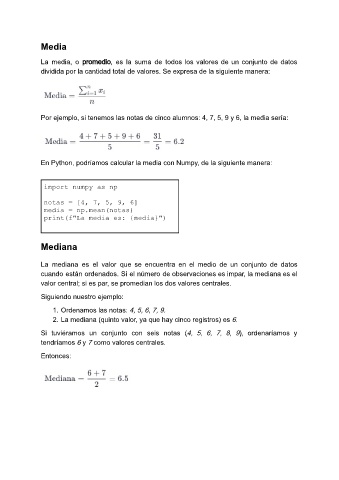 Media
La media, o promedio, es la suma de todos los valores de un conjunto de datos
dividida por la cantidad total de valores. Se expresa de la siguiente manera:
Media = \frac{\sum_{i=1}^{n} x_i}{n}
Por ejemplo, si tenemos las notas de cinco alumnos: 4, 7, 5, 9 y 6, la media sería:
Media = \frac{4 + 7 + 5 + 9 + 6}{5} = \frac{31}{5} = 6.2
En Python, podríamos calcular la media con Numpy, de la siguiente manera:
import numpy as np
notas = [4, 7, 5, 9, 6]
media = np.mean(notas)
print(f"La media es: {media}")
Mediana
La mediana es el valor que se encuentra en el medio de un conjunto de datos
cuando están ordenados. Si el número de observaciones es impar, la mediana es el
valor central; si es par, se promedian los dos valores centrales.
Siguiendo nuestro ejemplo:
1. Ordenamos las notas: 4, 5, 6, 7, 9.
2. La mediana (quinto valor, ya que hay cinco registros) es 6.
Si tuviéramos un conjunto con seis notas (4, 5, 6, 7, 8, 9), ordenaríamos y
tendríamos 6 y 7 como valores centrales.
Entonces:
Mediana = \frac{6 + 7}{2} = 6.5